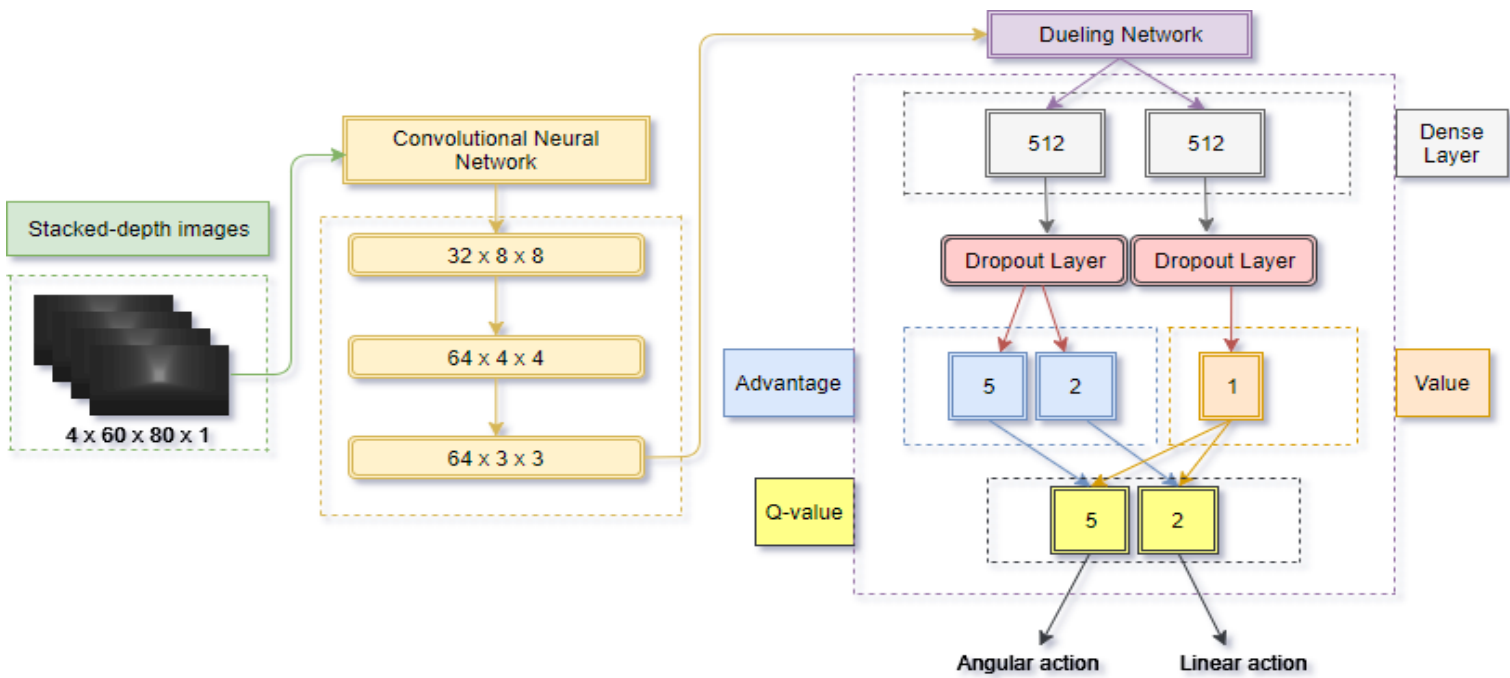 Stacked-depth images
4 x 60 x 80 x 1
Convolutional Neural
Network
32 x 8 x 8
64 x 4 x 4
64 x 3 x 3
Dueling Network
512
512
Dense
Layer
Dropout Layer
Dropout Layer
Advantage
5
2
1
Value
Q-value
5
2
Angular action
Linear action